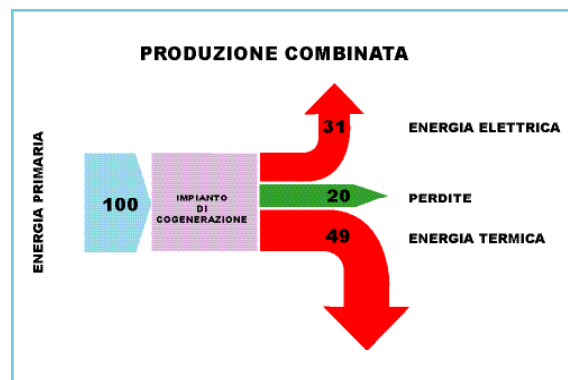 PRODUZIONE COMBINATA
ENERGIA PRIMARIA
100
IMPIANTO
DI
COGENERAZIONE
31
ENERGIA ELETTRICA
20
PERDITE
49
ENERGIA TERMICA